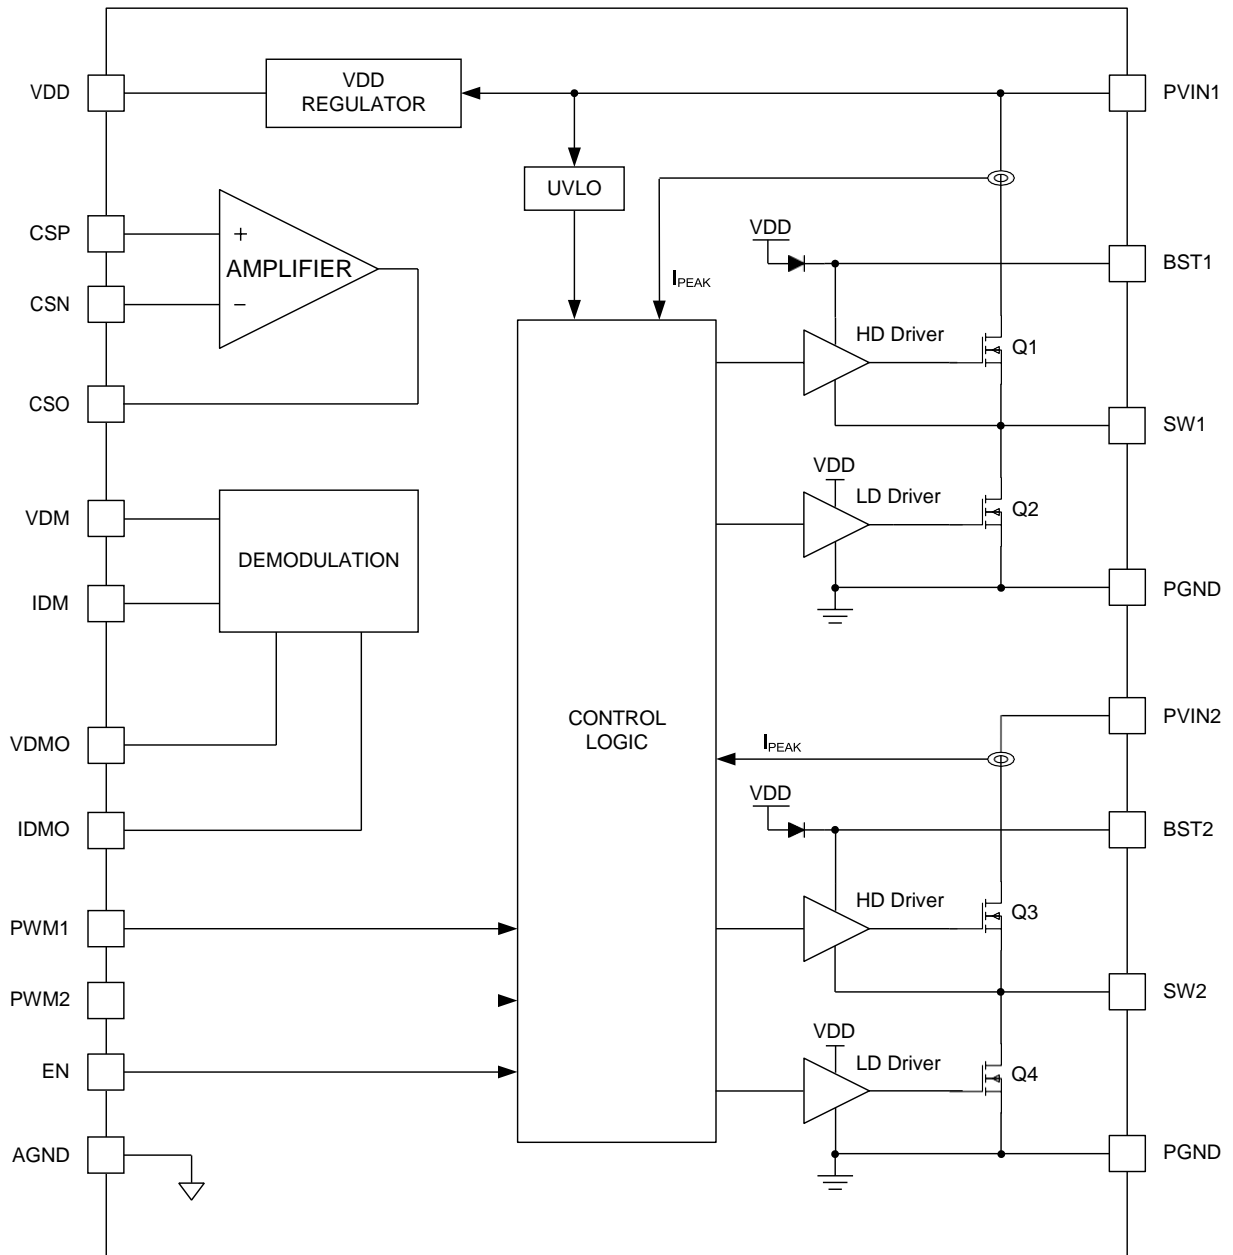 VDD
VDD
REGULATOR
PVIN1
UVLO
CSP
+
AMPLIFIER
CSN
−
CSO
VDD
BST1
IPEAK
HD Driver
Q1
SW1
VDD
LD Driver
Q2
PGND
VDM
DEMODULATION
IDM
VDMO
IDMO
CONTROL
LOGIC
PVIN2
IPEAK
VDD
BST2
HD Driver
Q3
SW2
VDD
LD Driver
Q4
PGND
PWM1
PWM2
EN
AGND